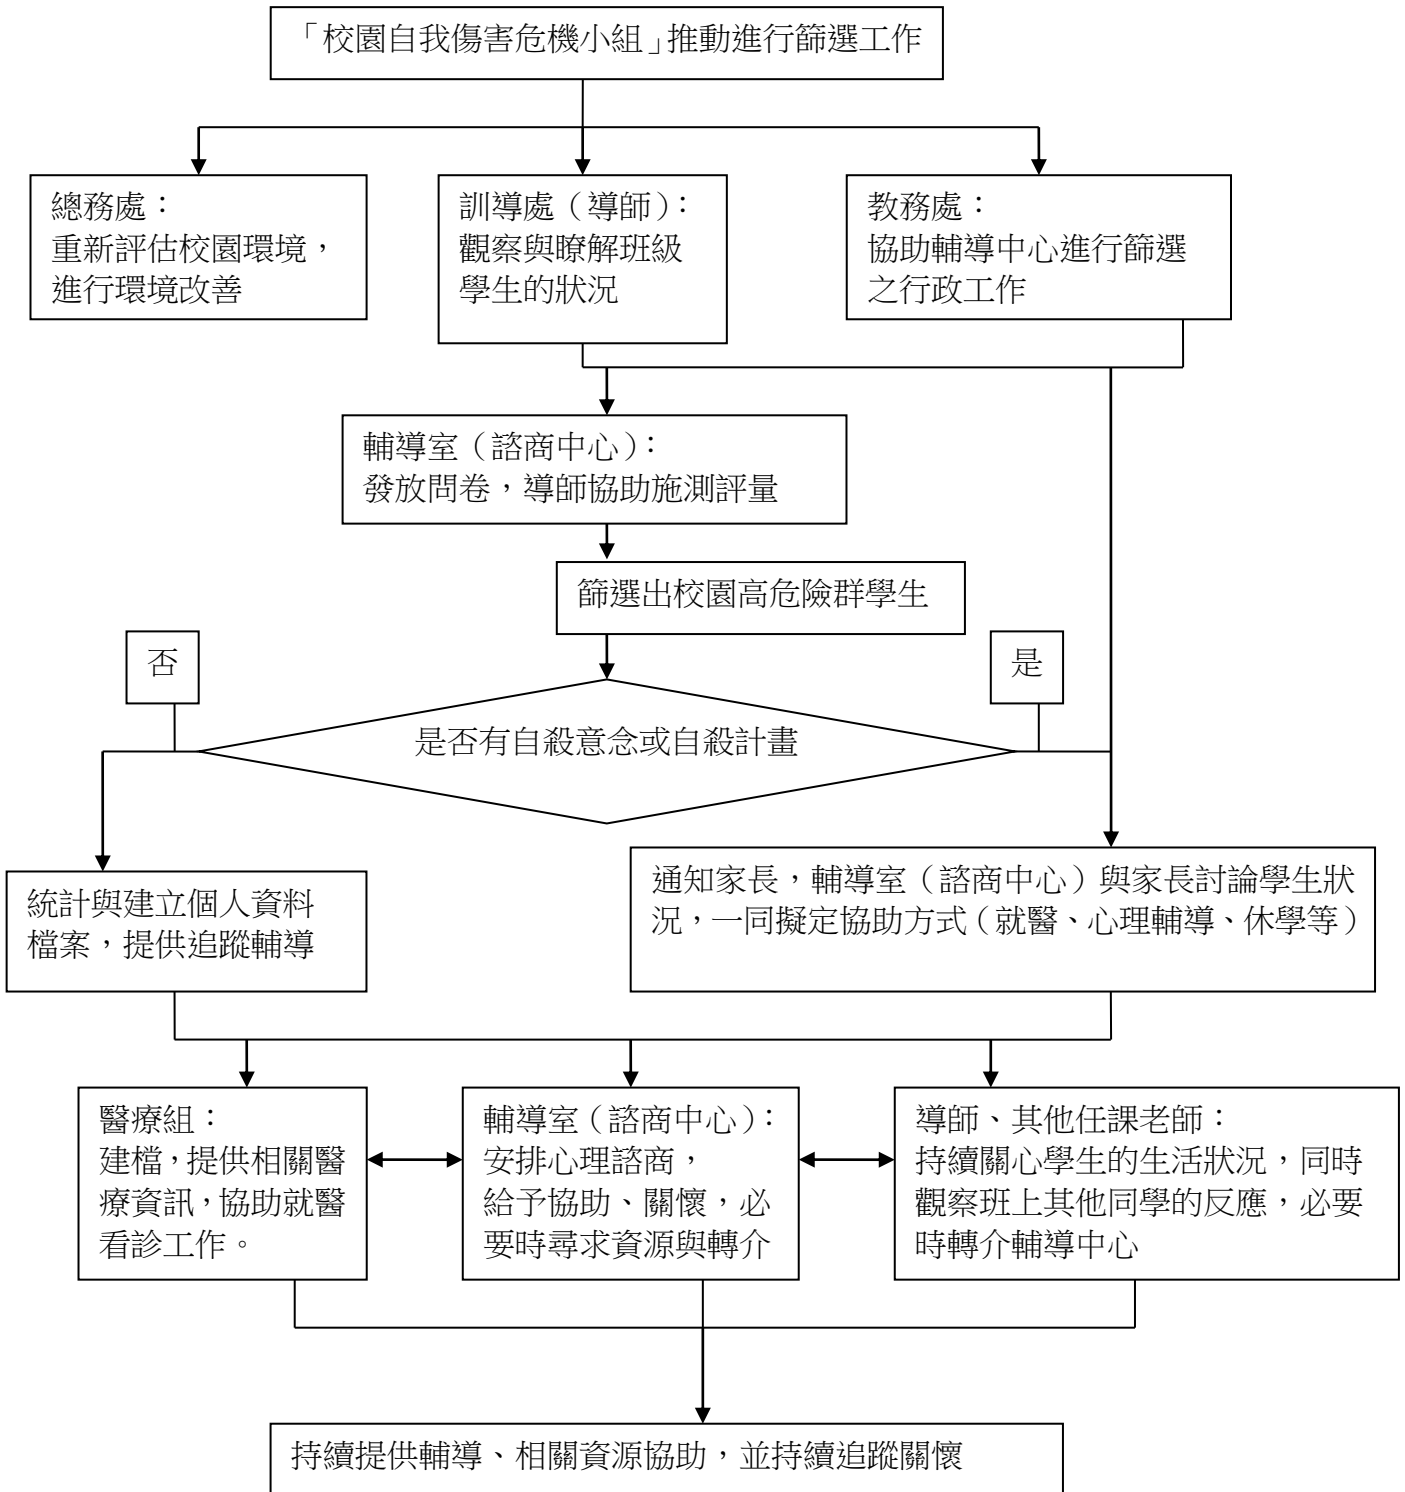 「校園自我傷害危機小組」推動進行篩選工作
總務處：
重新評估校園環境，
進行環境改善
訓導處（導師）：
觀察與瞭解班級
學生的狀況
教務處：
協助輔導中心進行篩選
之行政工作
輔導室（諮商中心）：
發放問卷，導師協助施測評量
篩選出校園高危險群學生
否
是
是否有自殺意念或自殺計畫
統計與建立個人資料
檔案，提供追蹤輔導
通知家長，輔導室（諮商中心）與家長討論學生狀
況，一同擬定協助方式（就醫、心理輔導、休學等）
醫療組：
建檔，提供相關醫
療資訊，協助就醫
看診工作。
輔導室（諮商中心）：
安排心理諮商，
給予協助、關懷，必
要時尋求資源與轉介
導師、其他任課老師：
持續關心學生的生活狀況，同時
觀察班上其他同學的反應，必要
時轉介輔導中心
持續提供輔導、相關資源協助，並持續追蹤關懷